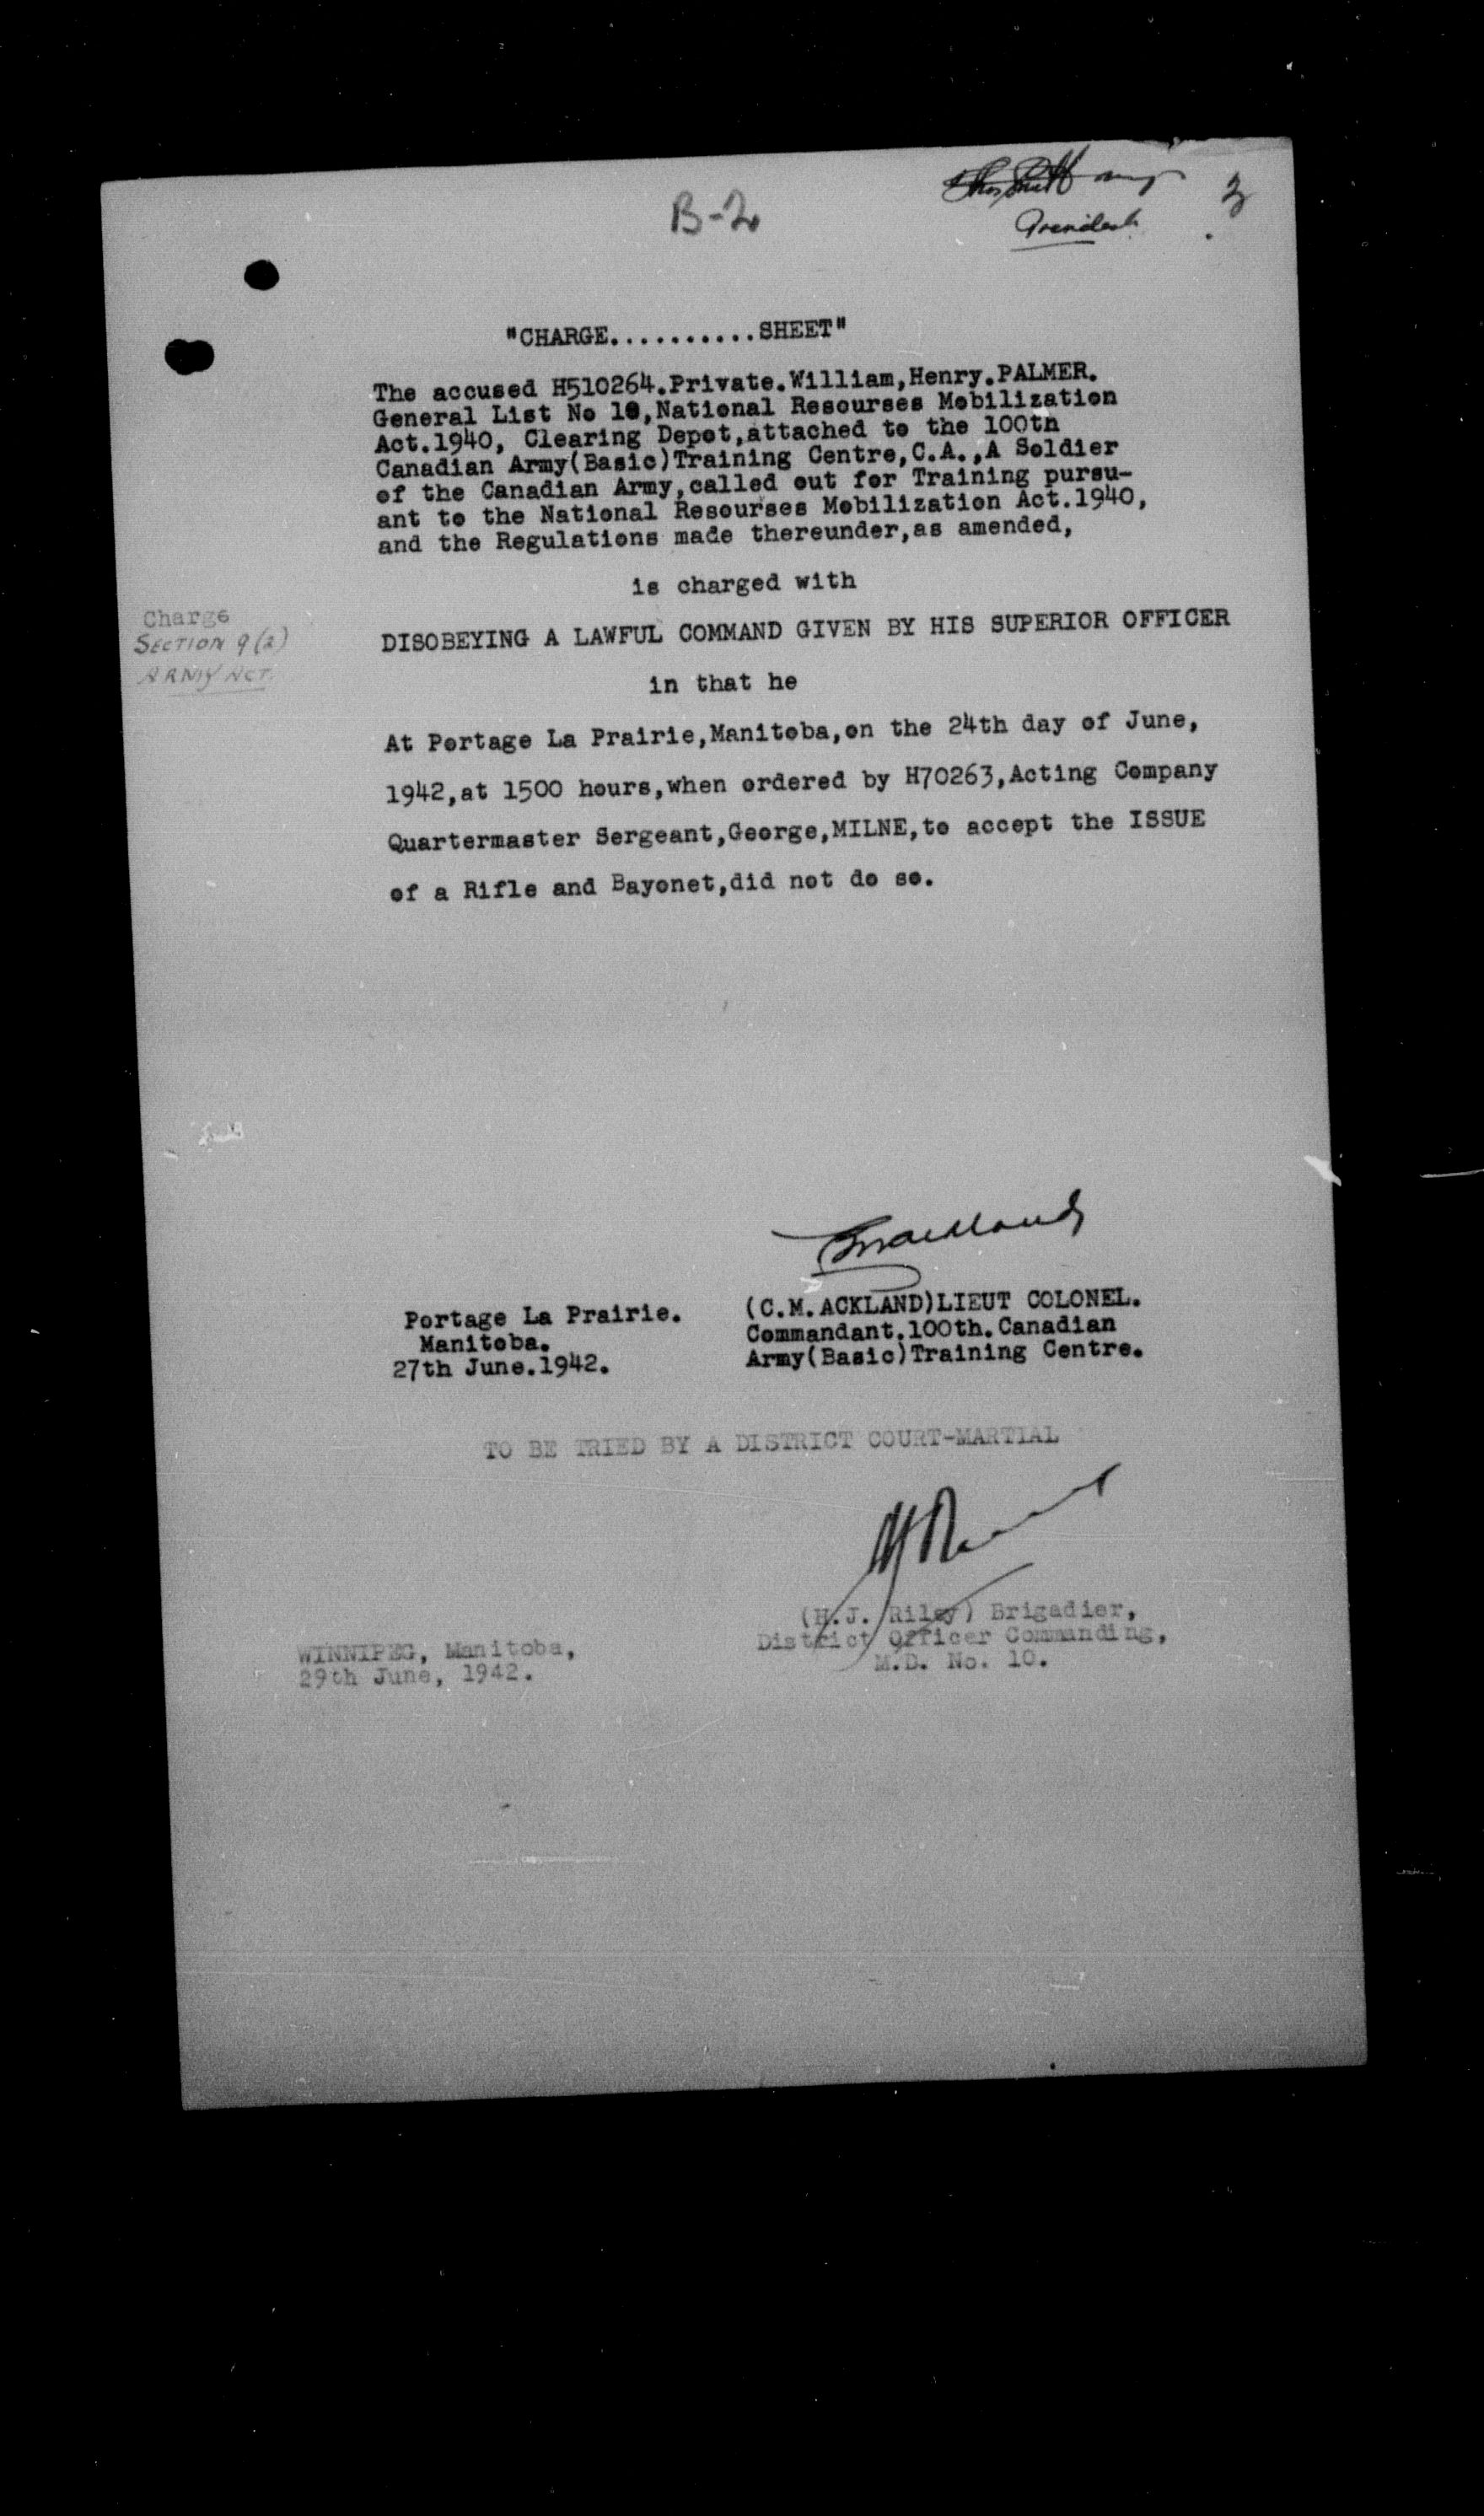 B-2
President
3
"CHARGE..........SHEET"
The accused H510264.Private.William,Henry.PALMER.
General List No 10,National Resourses Mobilization
Act.1940, Clearing Depot,attached to the 100th
Canadian Army(Basic)Training Centre,C.A.,A Soldier
of the Canadian Army,called out for Training pursu-
ant to the National Resourses Mobilization Act.1940,
and the Regulations made thereunder,as amended,
is charged with
Charge
SECTION 9(2)
ARMY ACT.
DISOBEYING A LAWFUL COMMAND GIVEN BY HIS SUPERIOR OFFICER
in that he
At Portage La Prairie,Manitoba,on the 24th day of June,
1942,at 1500 hours,when ordered by H70263,Acting Company
Quartermaster Sergeant,George,MILNE,to accept the ISSUE
of a Rifle and Bayonet,did not do so.
Portage La Prairie.
Manitoba.
27th June.1942.
(C.M.ACKLAND)LIEUT COLONEL.
Commandant.100th.Canadian
Army(Basic)Training Centre.
TO BE TRIED BY A DISTRICT COURT-MARTIAL
(H.J. Riley) Brigadier,
District Officer Commanding,
M.D. No. 10.
WINNIPEG, Manitoba,
29th June, 1942.